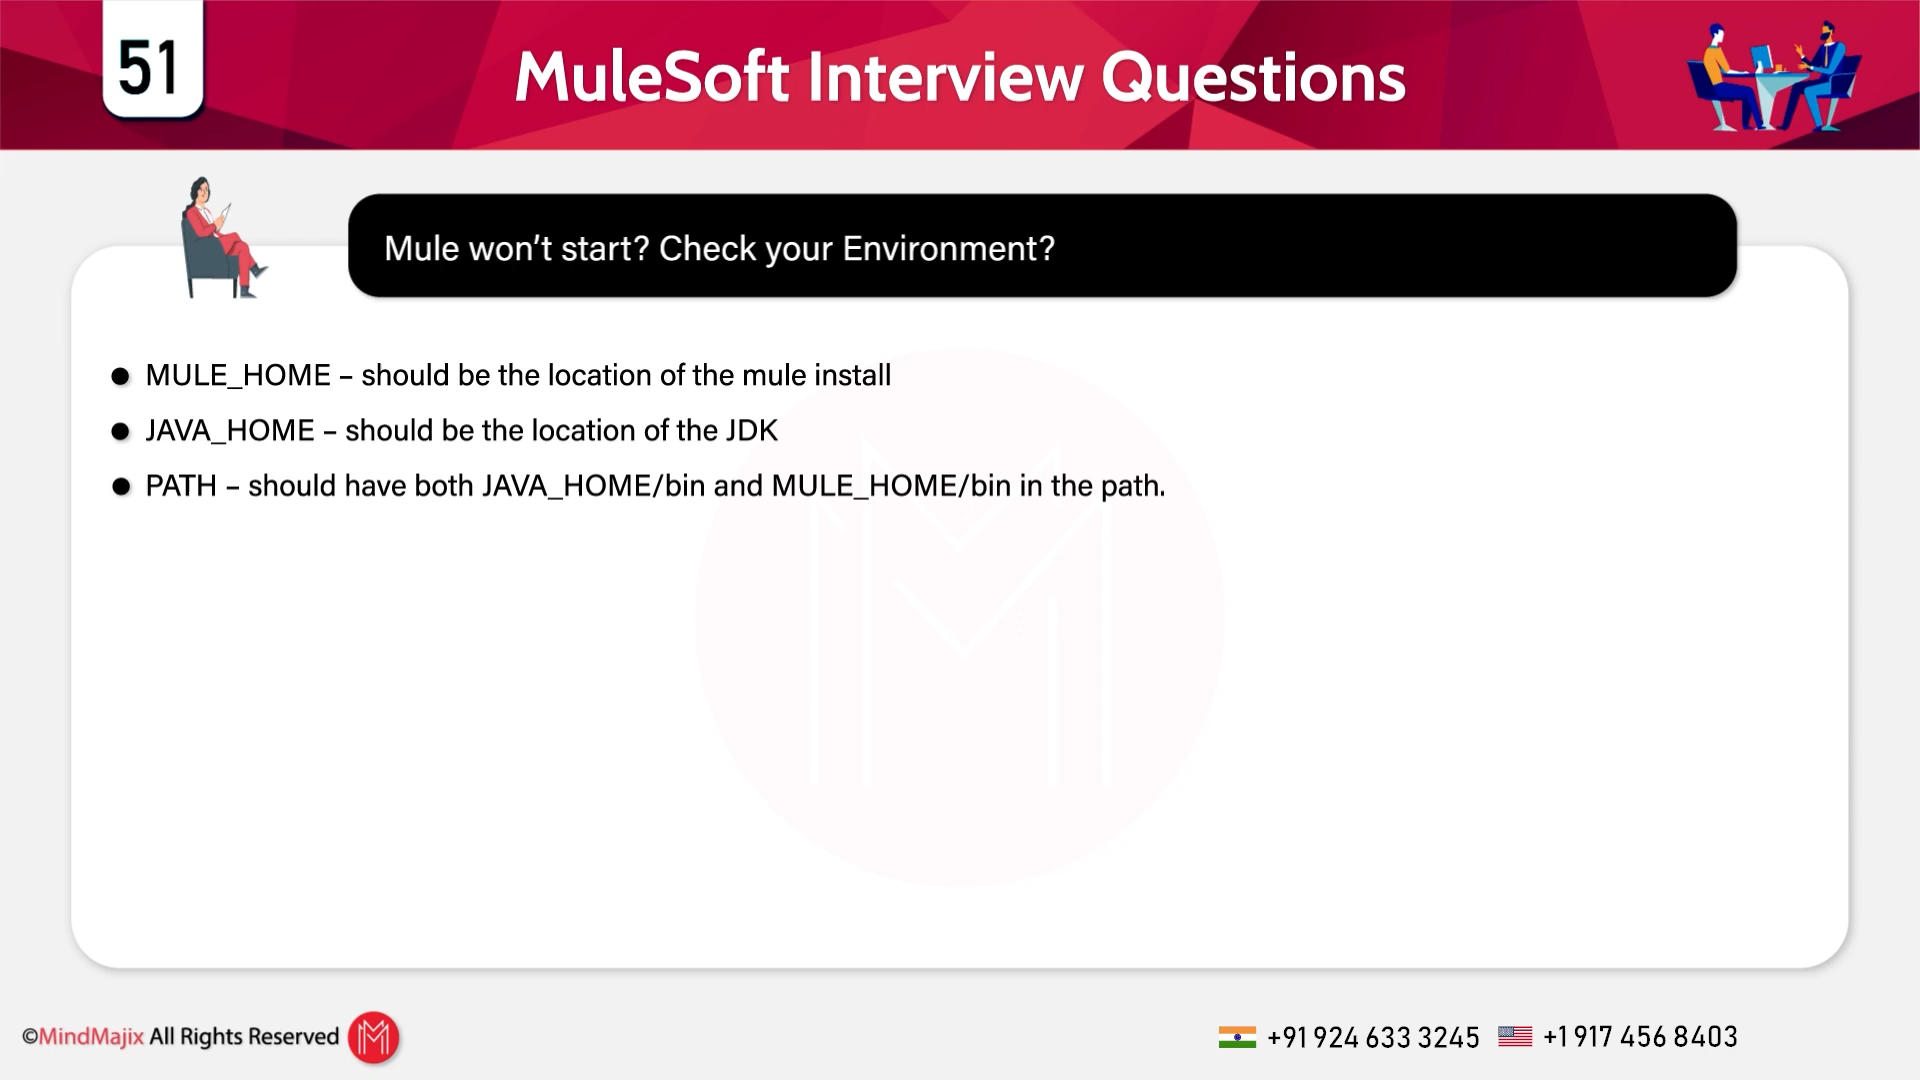 51
MuleSoft Interview Questions
Mule won’t start? Check your Environment?
● MULE_HOME – should be the location of the mule install
● JAVA_HOME – should be the location of the JDK
● PATH – should have both JAVA_HOME/bin and MULE_HOME/bin in the path.
©MindMajix All Rights Reserved
+91 924 633 3245
+1 917 456 8403